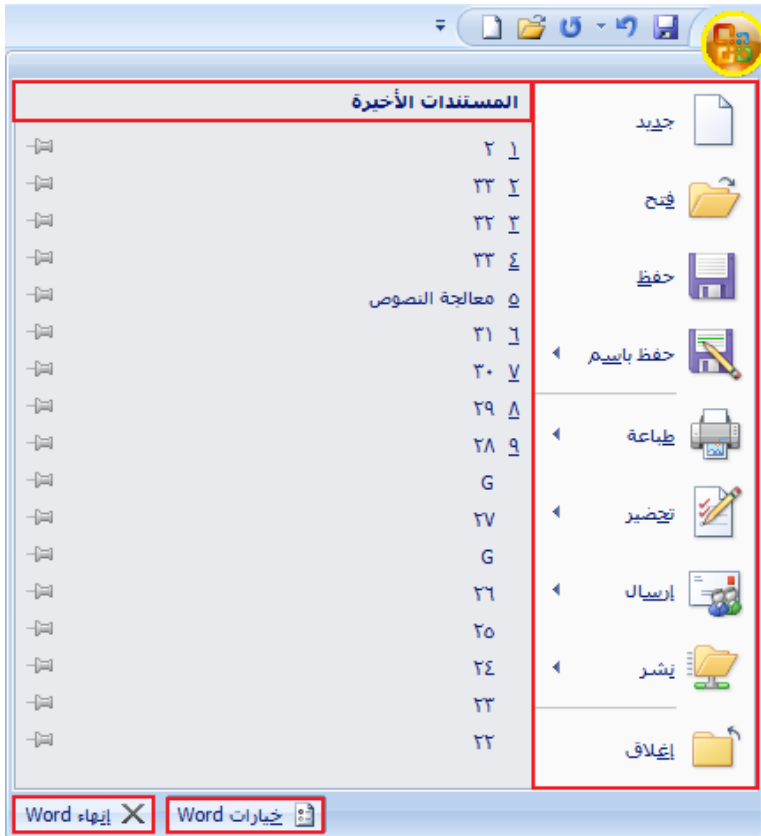 جديد
فتح
حفظ
حفظ باسم
طباعة
تحضير
إرسال
نشر
إغلاق
المستندات الأخيرة
١ ٢
٢ ٣٣
٣ ٣٢
٤ ٣٣
٥ معالجة النصوص
٦ ٣١
٧ ٣٠
٨ ٢٩
٩ ٢٨
G
٢٧
G
٢٦
٢٥
٢٤
٢٣
٢٢
خيارات Word
إنهاء Word